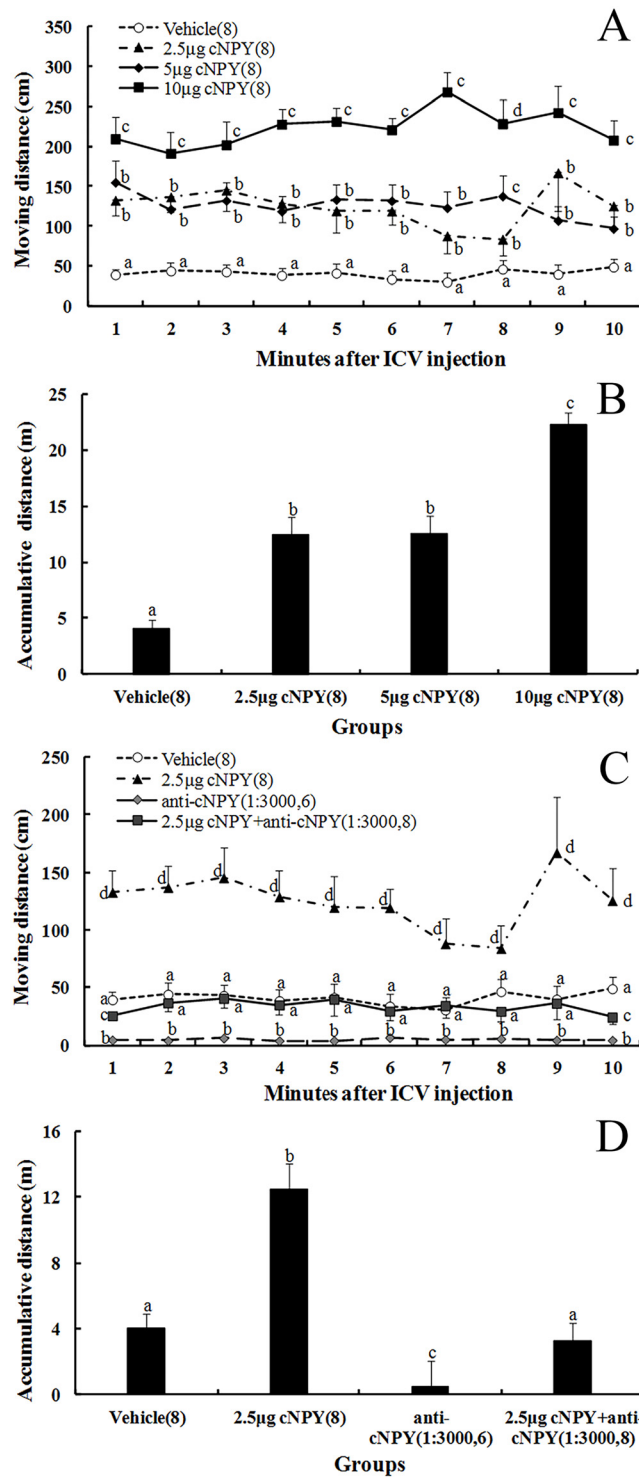 A
Vehicle(8)
2.5µg cNPY(8)
5µg cNPY(8)
10µg cNPY(8)
Moving distance (cm)
350
300
250
200
150
100
50
0
c c c c c c c d c c
b b b b b b b c b b
b b b b b b b b b b
a a a a a a a a a a
1 2 3 4 5 6 7 8 9 10
Minutes after ICV injection
B
Accumulative distance (m)
25
20
15
10
5
0
a b b c
Vehicle(8) 2.5µg cNPY(8) 5µg cNPY(8) 10µg cNPY(8)
Groups
C
Vehicle(8)
2.5µg cNPY(8)
anti-cNPY(1:3000,6)
2.5µg cNPY+anti-cNPY(1:3000,8)
Moving distance (cm)
250
200
150
100
50
0
d d d d d d d d d d
a a a a a a a a a a
c a a a a a a a a c
b b b b b b b b b b
1 2 3 4 5 6 7 8 9 10
Minutes after ICV injection
D
Accumulative distance (m)
16
12
8
4
0
a b c a
Vehicle(8) 2.5µg cNPY(8) anti- 2.5µg cNPY+anti-
cNPY(1:3000,6) cNPY(1:3000,8)
Groups